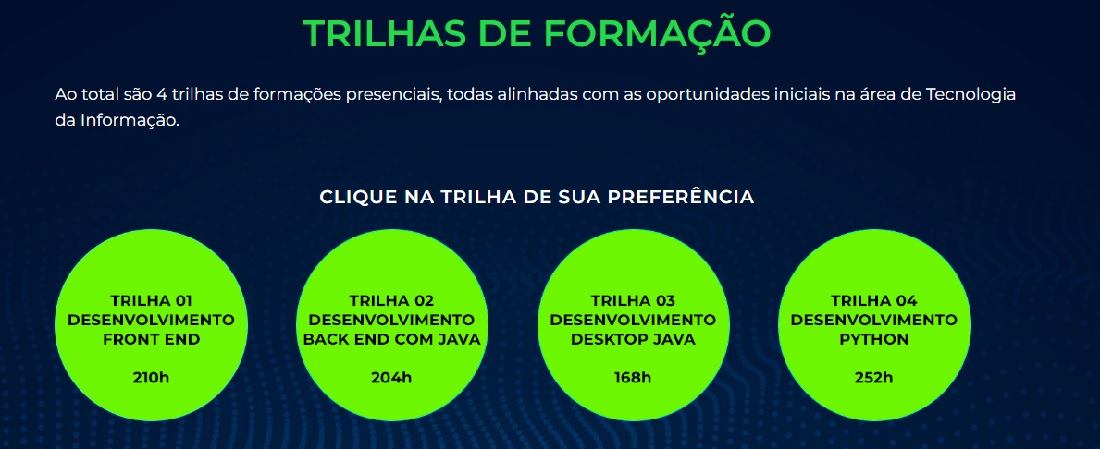 TRILHAS DE FORMAÇÃO
Ao total são 4 trilhas de formações presenciais, todas alinhadas com as oportunidades iniciais na área de Tecnologia
da Informação.
CLIQUE NA TRILHA DE SUA PREFERÊNCIA
TRILHA 01
DESENVOLVIMENTO
FRONT END
210h
TRILHA 02
DESENVOLVIMENTO
BACK END COM JAVA
204h
TRILHA 03
DESENVOLVIMENTO
DESKTOP JAVA
168h
TRILHA 04
DESENVOLVIMENTO
PYTHON
252h